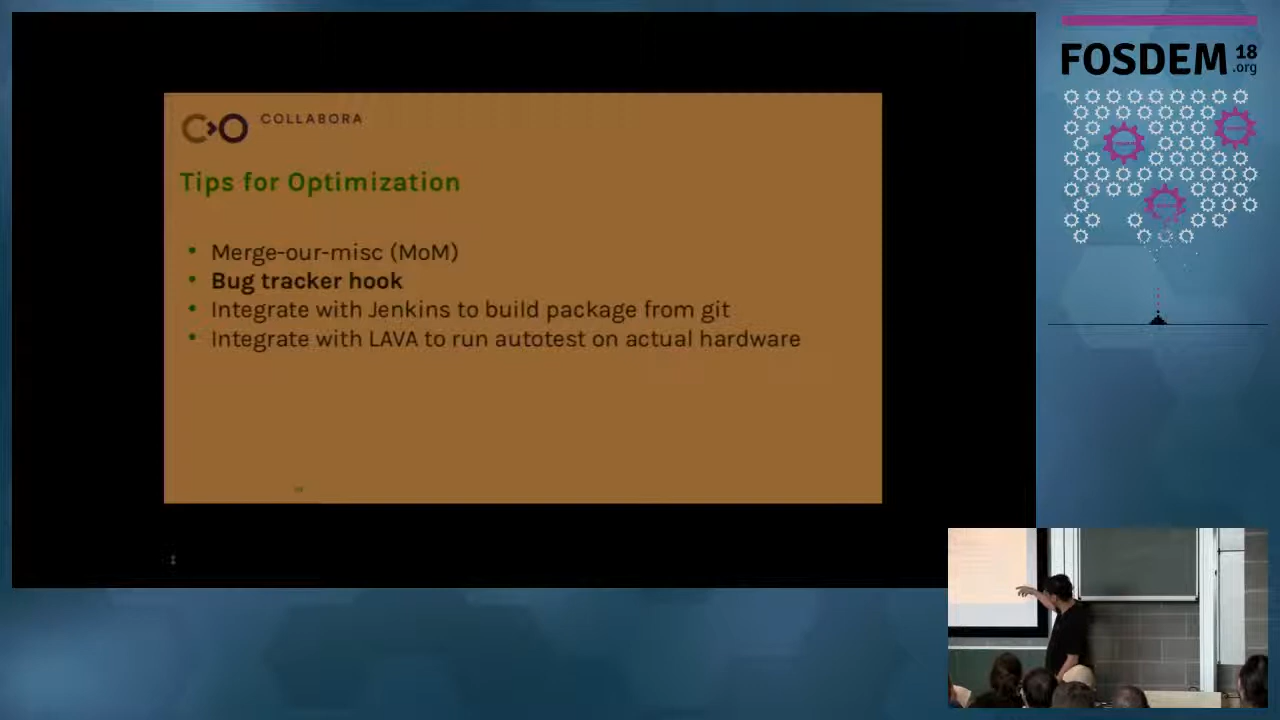 COLLABORA
Tips for Optimization
• Merge-our-misc (MoM)
• Bug tracker hook
• Integrate with Jenkins to build package from git
• Integrate with LAVA to run autotest on actual hardware
FOSDEM 18
.org